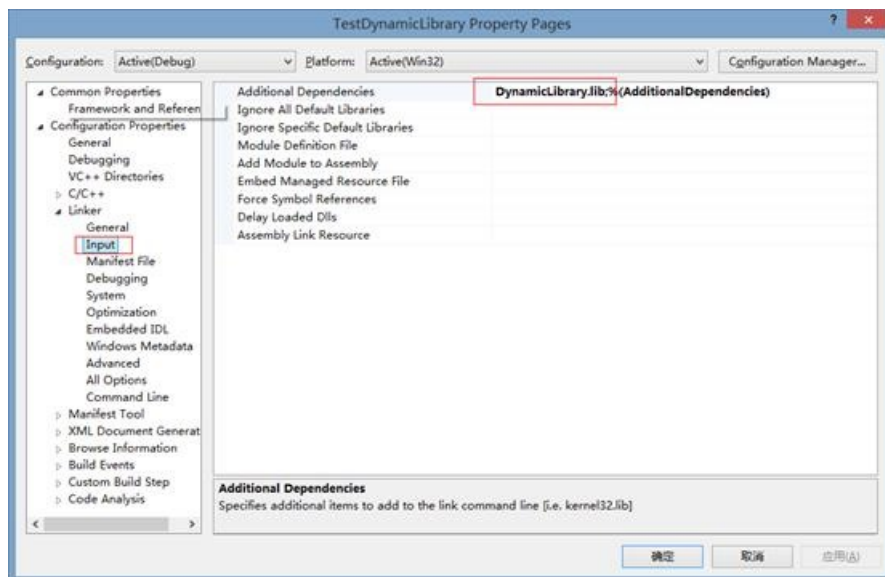 TestDynamicLibrary Property Pages
? ×
Configuration: Active(Debug) Platform: Active(Win32) Configuration Manager...
Common Properties
Framework and Referen
Configuration Properties
General
Debugging
VC++ Directories
C/C++
Linker
General
Input
Manifest File
Debugging
System
Optimization
Embedded IDL
Windows Metadata
Advanced
All Options
Command Line
Manifest Tool
XML Document Generat
Browse Information
Build Events
Custom Build Step
Code Analysis
Additional Dependencies DynamicLibrary.lib;%(AdditionalDependencies)
Ignore All Default Libraries
Ignore Specific Default Libraries
Module Definition File
Add Module to Assembly
Embed Managed Resource File
Force Symbol References
Delay Loaded Dlls
Assembly Link Resource
Additional Dependencies
Specifies additional items to add to the link command line [i.e. kernel32.lib]
确定 取消 应用(A)